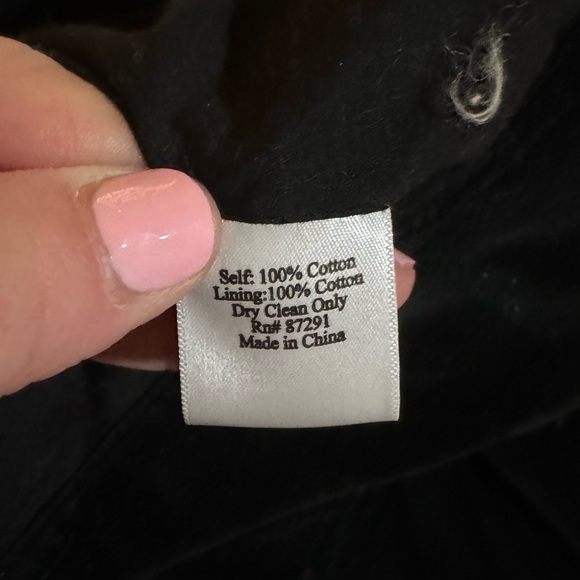 Self: 100% Cotton
Lining:100% Cotton
Dry Clean Only
Rn# 87291
Made in China